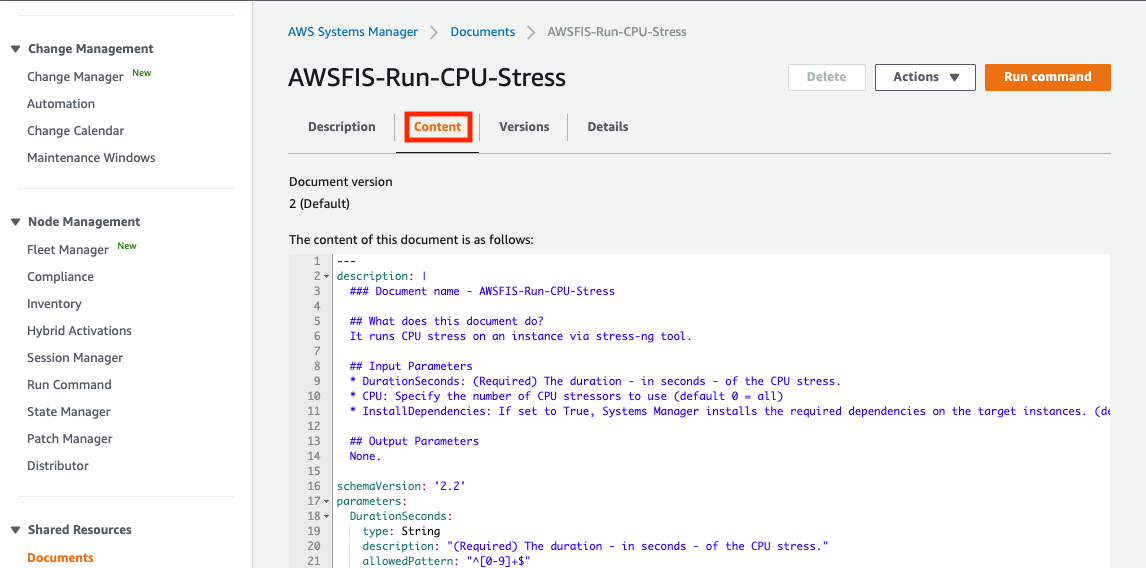 Change Management
Change Manager New
Automation
Change Calendar
Maintenance Windows
Node Management
Fleet Manager New
Compliance
Inventory
Hybrid Activations
Session Manager
Run Command
State Manager
Patch Manager
Distributor
Shared Resources
Documents
AWS Systems Manager > Documents > AWSFIS-Run-CPU-Stress
AWSFIS-Run-CPU-Stress
Delete
Actions
Run command
Description
Content
Versions
Details
Document version
2 (Default)
The content of this document is as follows:
1 ---
2 description: |
3 ### Document name - AWSFIS-Run-CPU-Stress
4
5 ## What does this document do?
6 It runs CPU stress on an instance via stress-ng tool.
7
8 ## Input Parameters
9 * DurationSeconds: (Required) The duration - in seconds - of the CPU stress.
10 * CPU: Specify the number of CPU stressors to use (default 0 = all)
11 * InstallDependencies: If set to True, Systems Manager installs the required dependencies on the target instances. (de
12
13 ## Output Parameters
14 None.
15
16 schemaVersion: '2.2'
17 parameters:
18 DurationSeconds:
19 type: String
20 description: "(Required) The duration - in seconds - of the CPU stress."
21 allowedPattern: "^[0-9]+$"